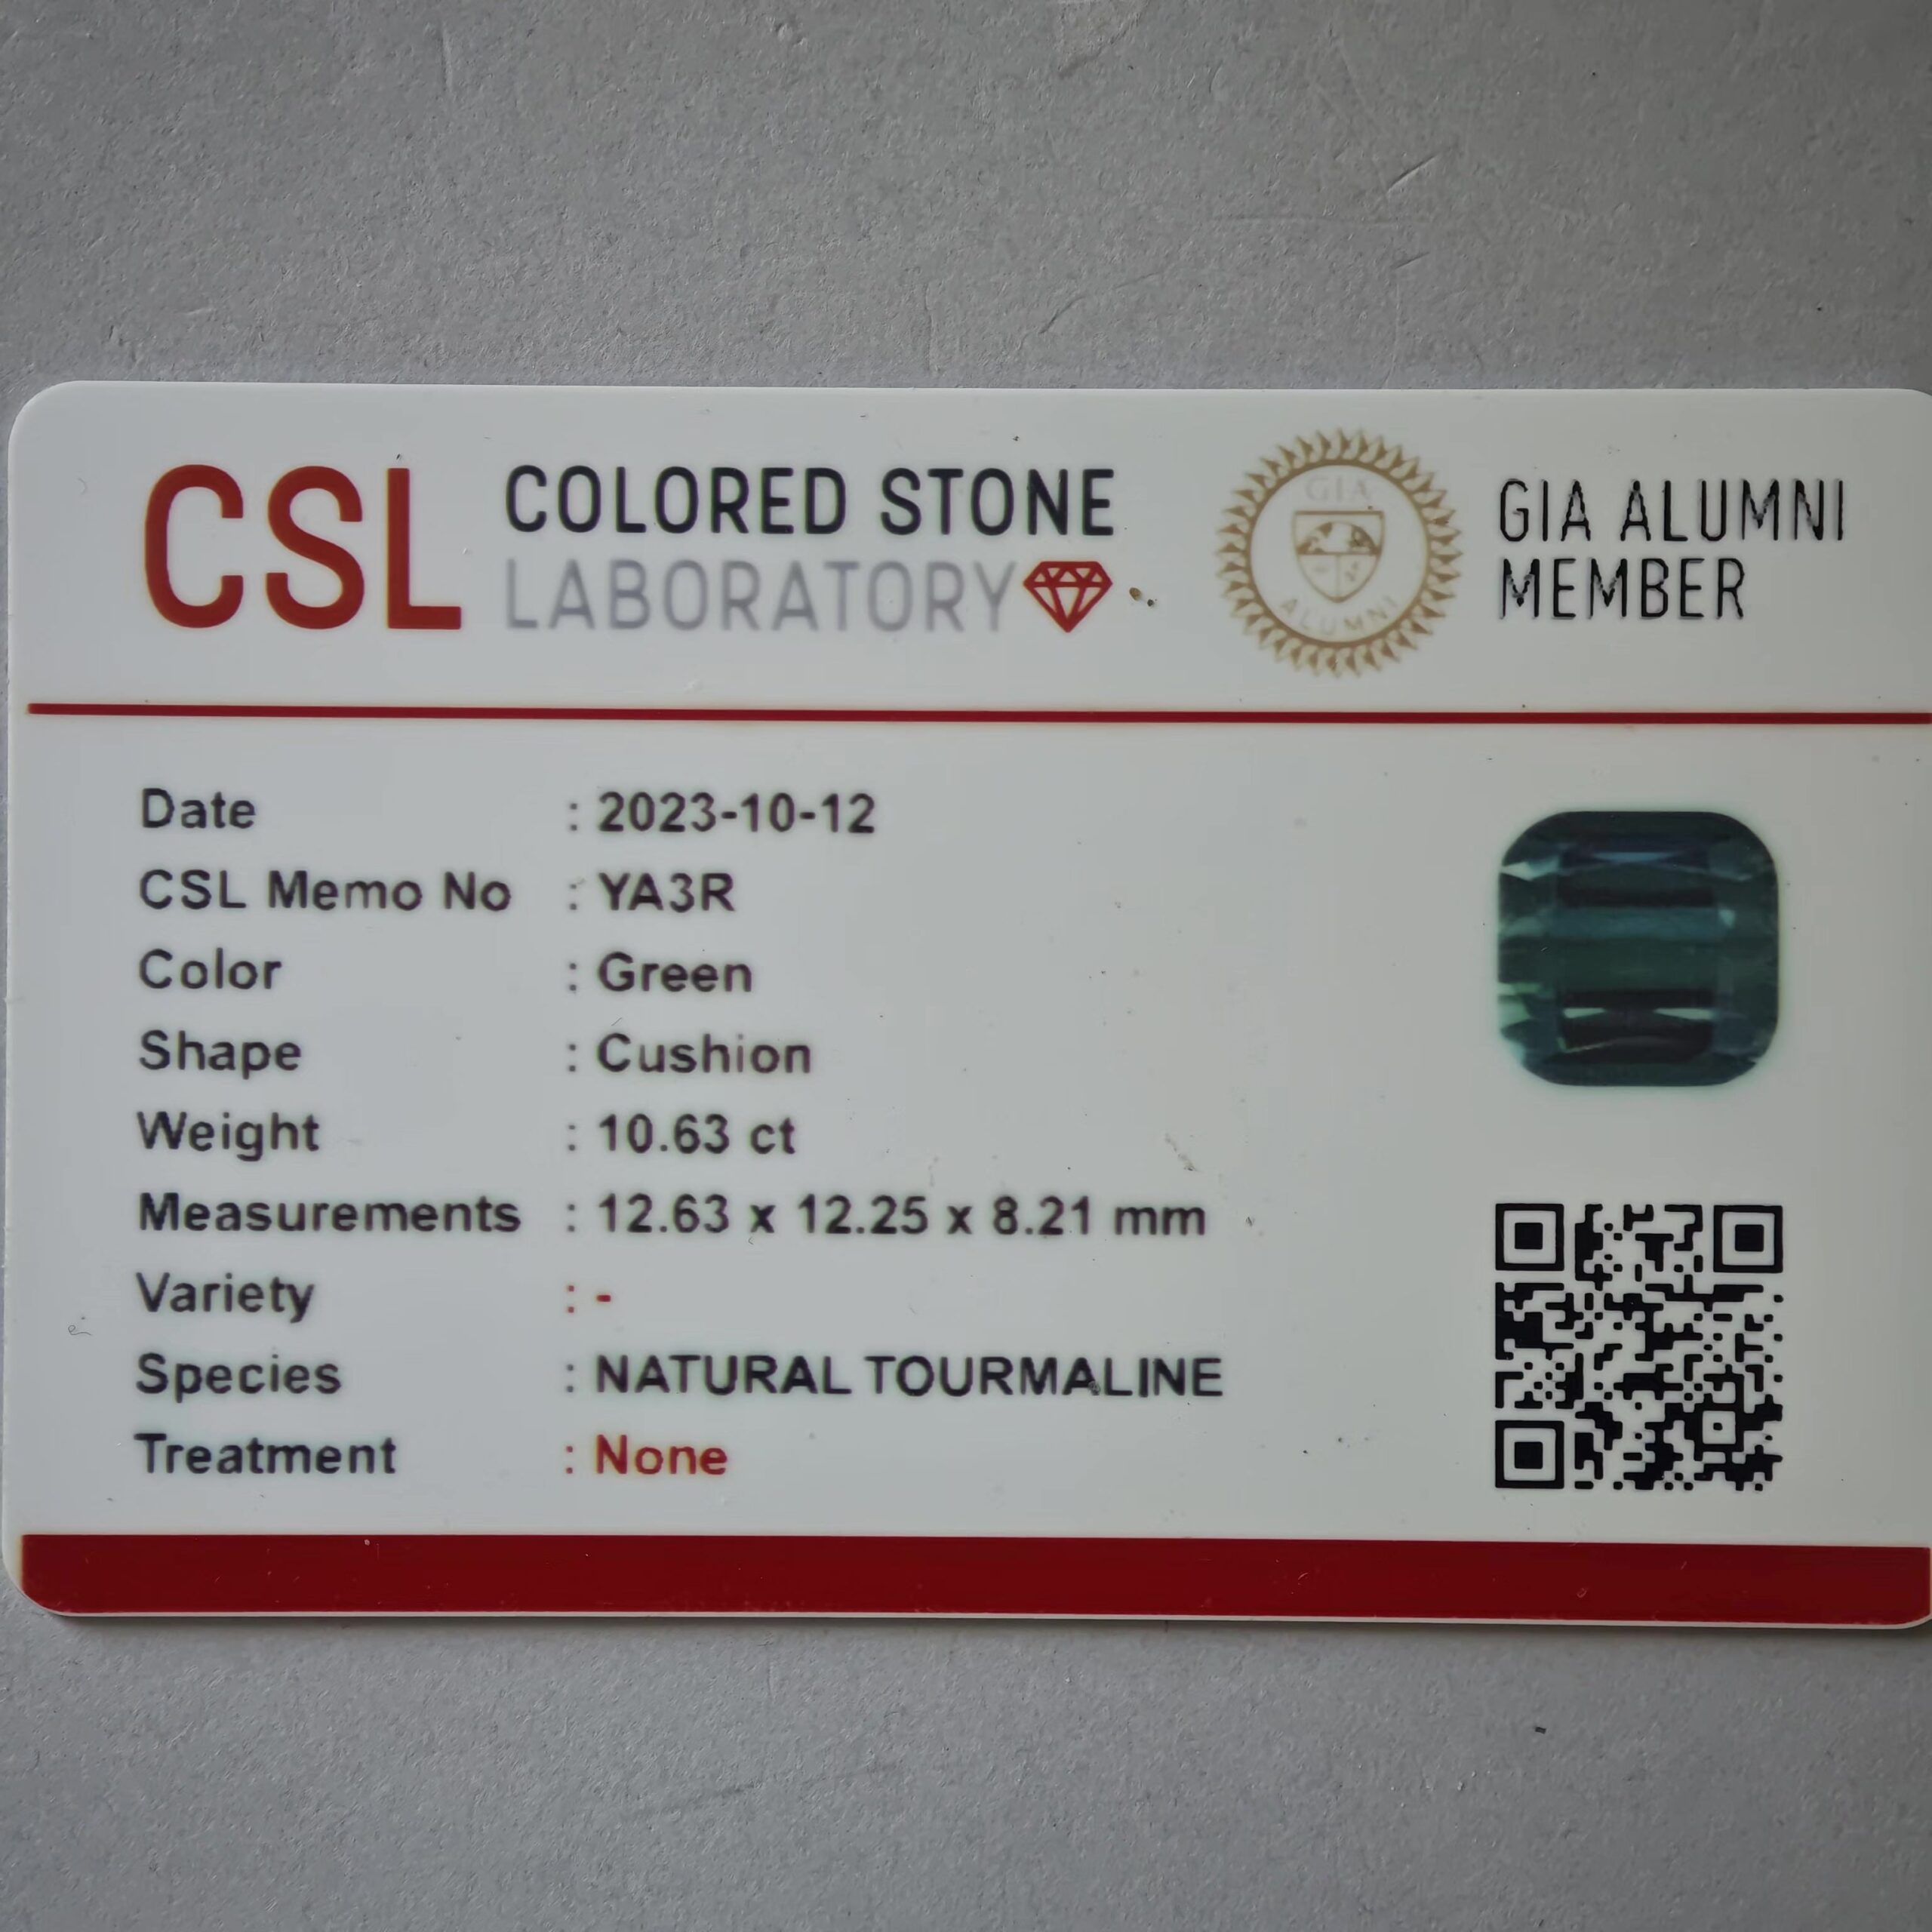 CSL COLORED STONE
LABORATORY
GIA
ALUMNI
GIA ALUMNI
MEMBER
Date : 2023-10-12
CSL Memo No : YA3R
Color : Green
Shape : Cushion
Weight : 10.63 ct
Measurements : 12.63 x 12.25 x 8.21 mm
Variety : -
Species : NATURAL TOURMALINE
Treatment : None